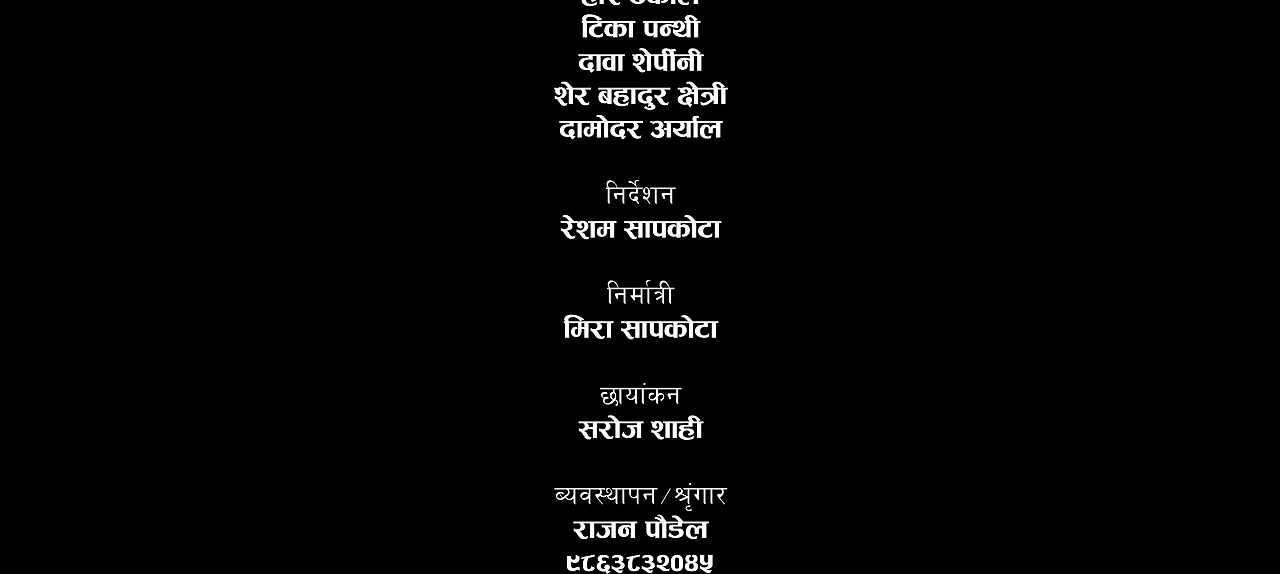 टिका पन्थी
दावा शेर्पीनी
शेर बहादुर क्षेत्री
दामोदर अर्याल
निर्देशन
रेशम सापकोटा
निर्मात्री
मिरा सापकोटा
छायांकन
सरोज शाही
ब्यवस्थापन/श्रृंगार
राजन पौडेल
९८६३८३२०४५